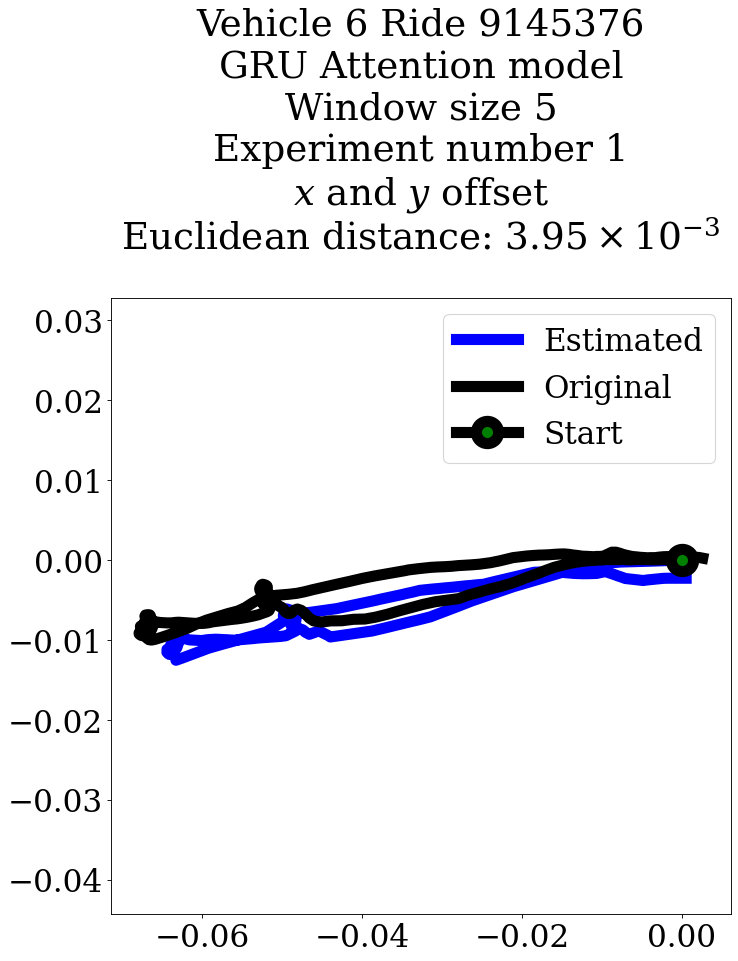 Vehicle 6 Ride 9145376
GRU Attention model
Window size 5
Experiment number 1
x and y offset
Euclidean distance: 3.95 × 10⁻³
Estimated
Original
Start
0.03
0.02
0.01
0.00
−0.01
−0.02
−0.03
−0.04
−0.06 −0.04 −0.02 0.00